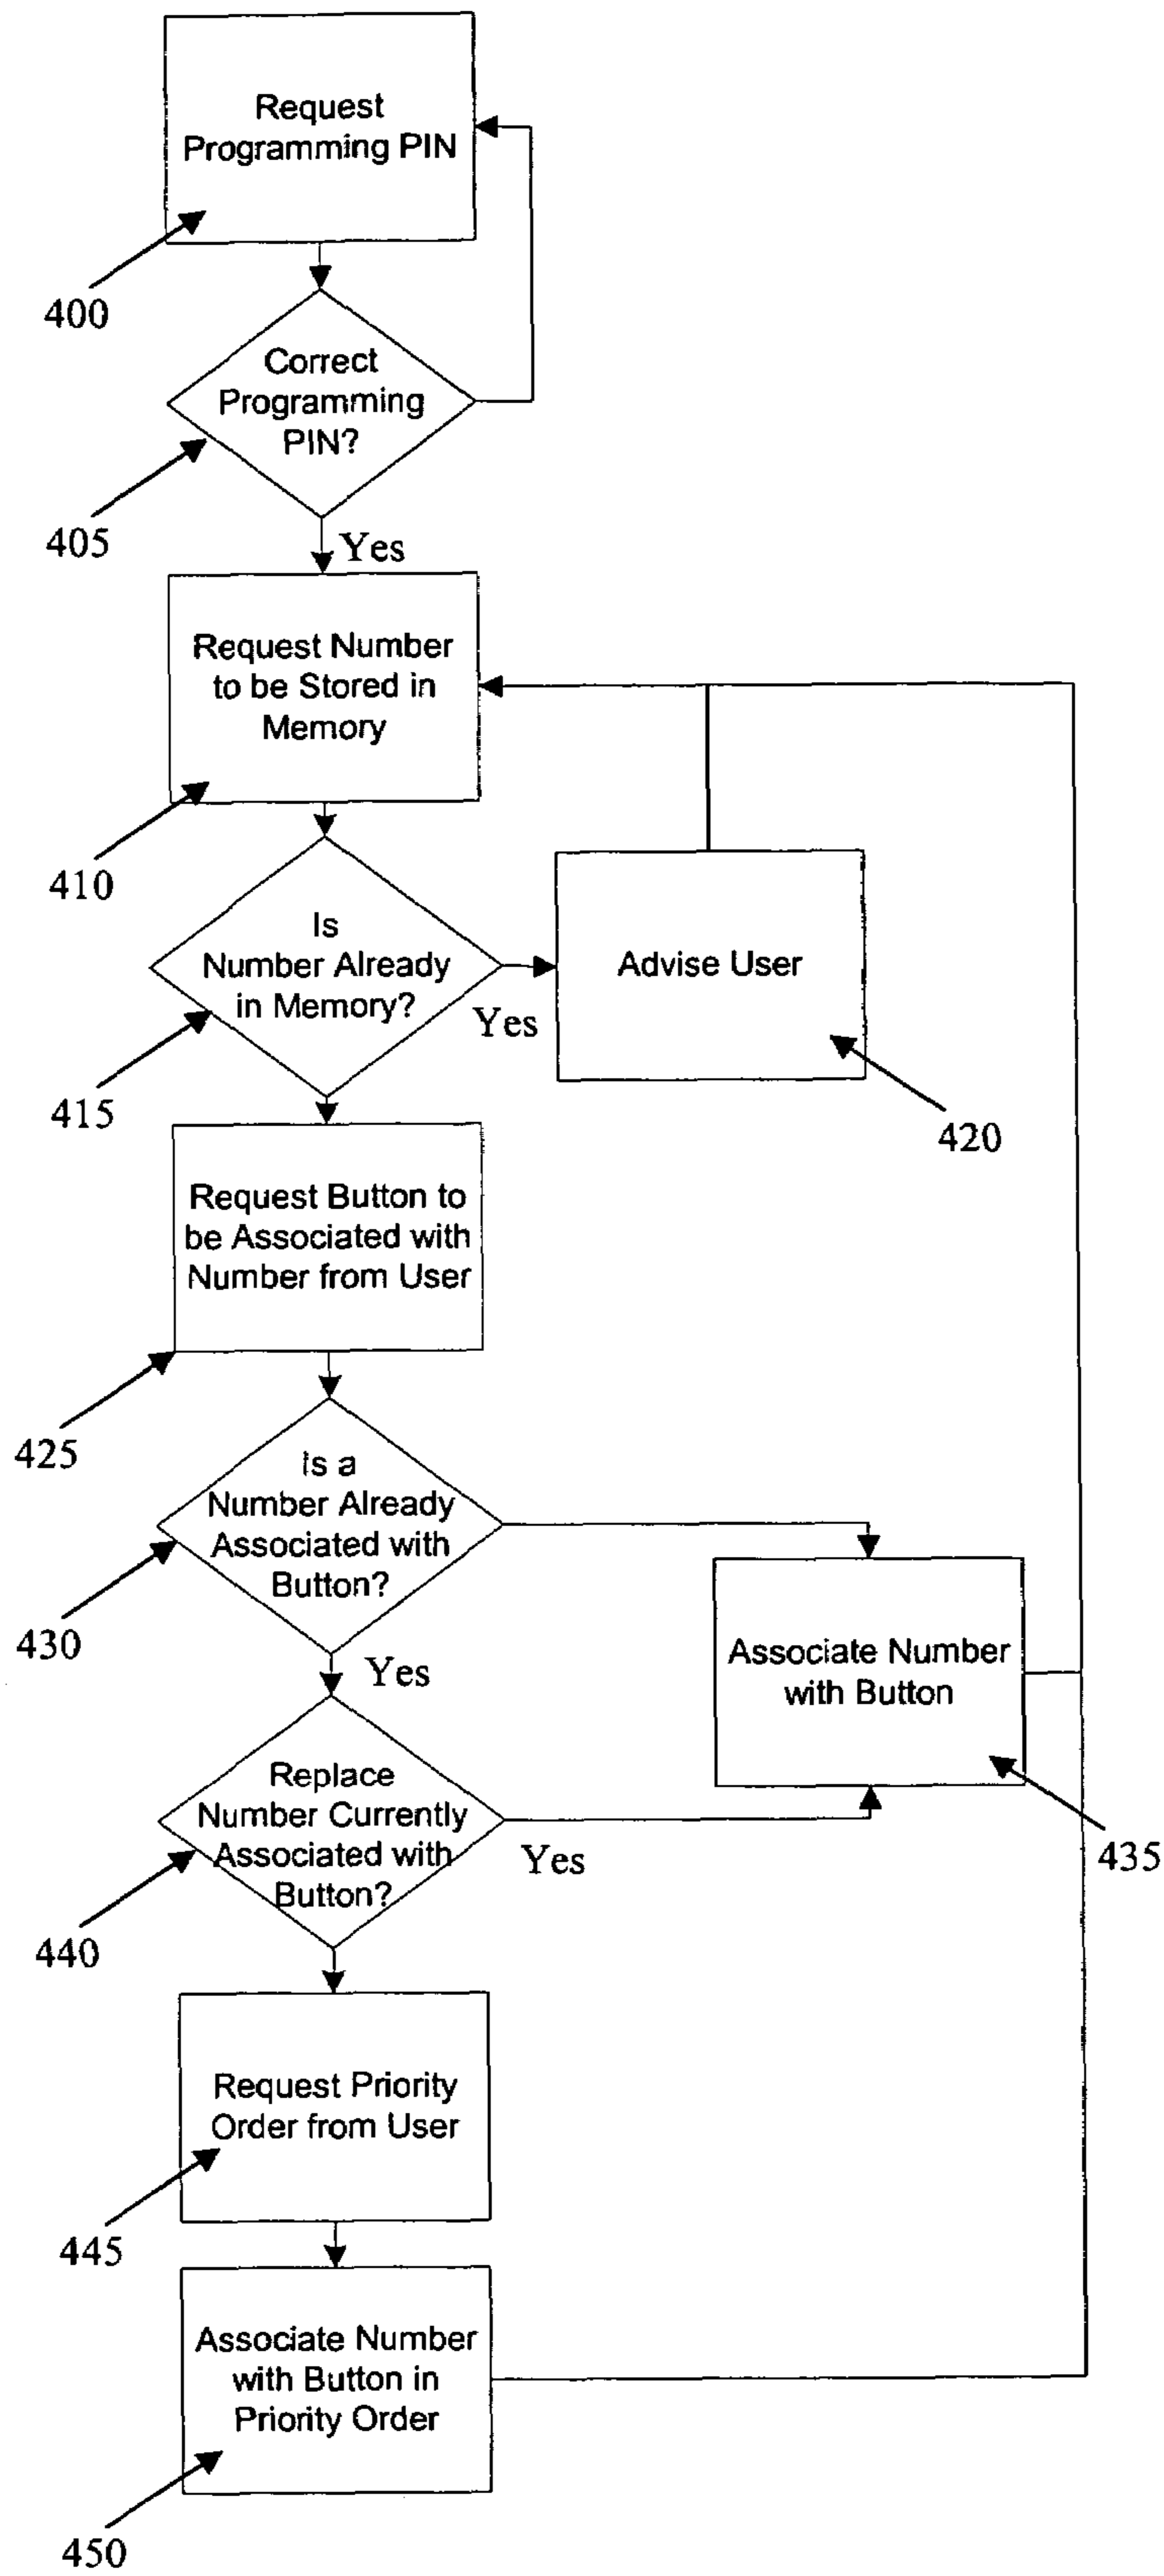 Request
Programming PIN
400
Correct
Programming
PIN?
405
Yes
Request Number
to be Stored in
Memory
410
Is
Number Already
in Memory?
Yes
415
Advise User
420
Request Button to
be Associated with
Number from User
425
Is a
Number Already
Associated with
Button?
430
Yes
Associate Number
with Button
435
Replace
Number Currently
Associated with
Button?
Yes
440
Request Priority
Order from User
445
Associate Number
with Button in
Priority Order
450